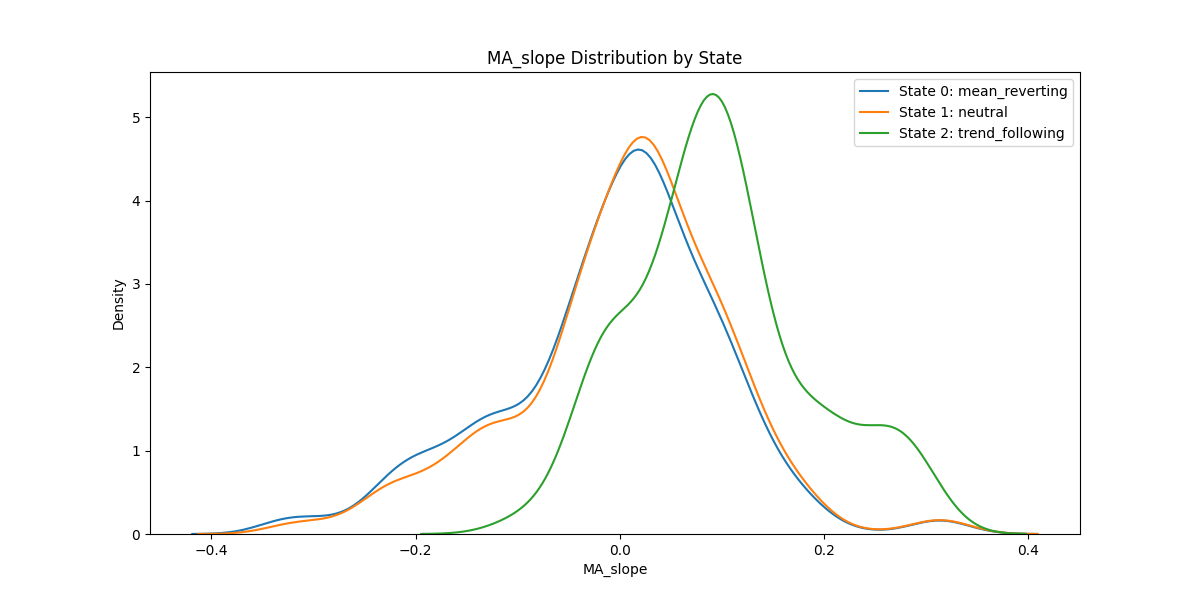 MA_slope Distribution by State
State 0: mean_reverting
State 1: neutral
State 2: trend_following
Density
5
4
3
2
1
0
−0.4
−0.2
0.0
0.2
0.4
MA_slope